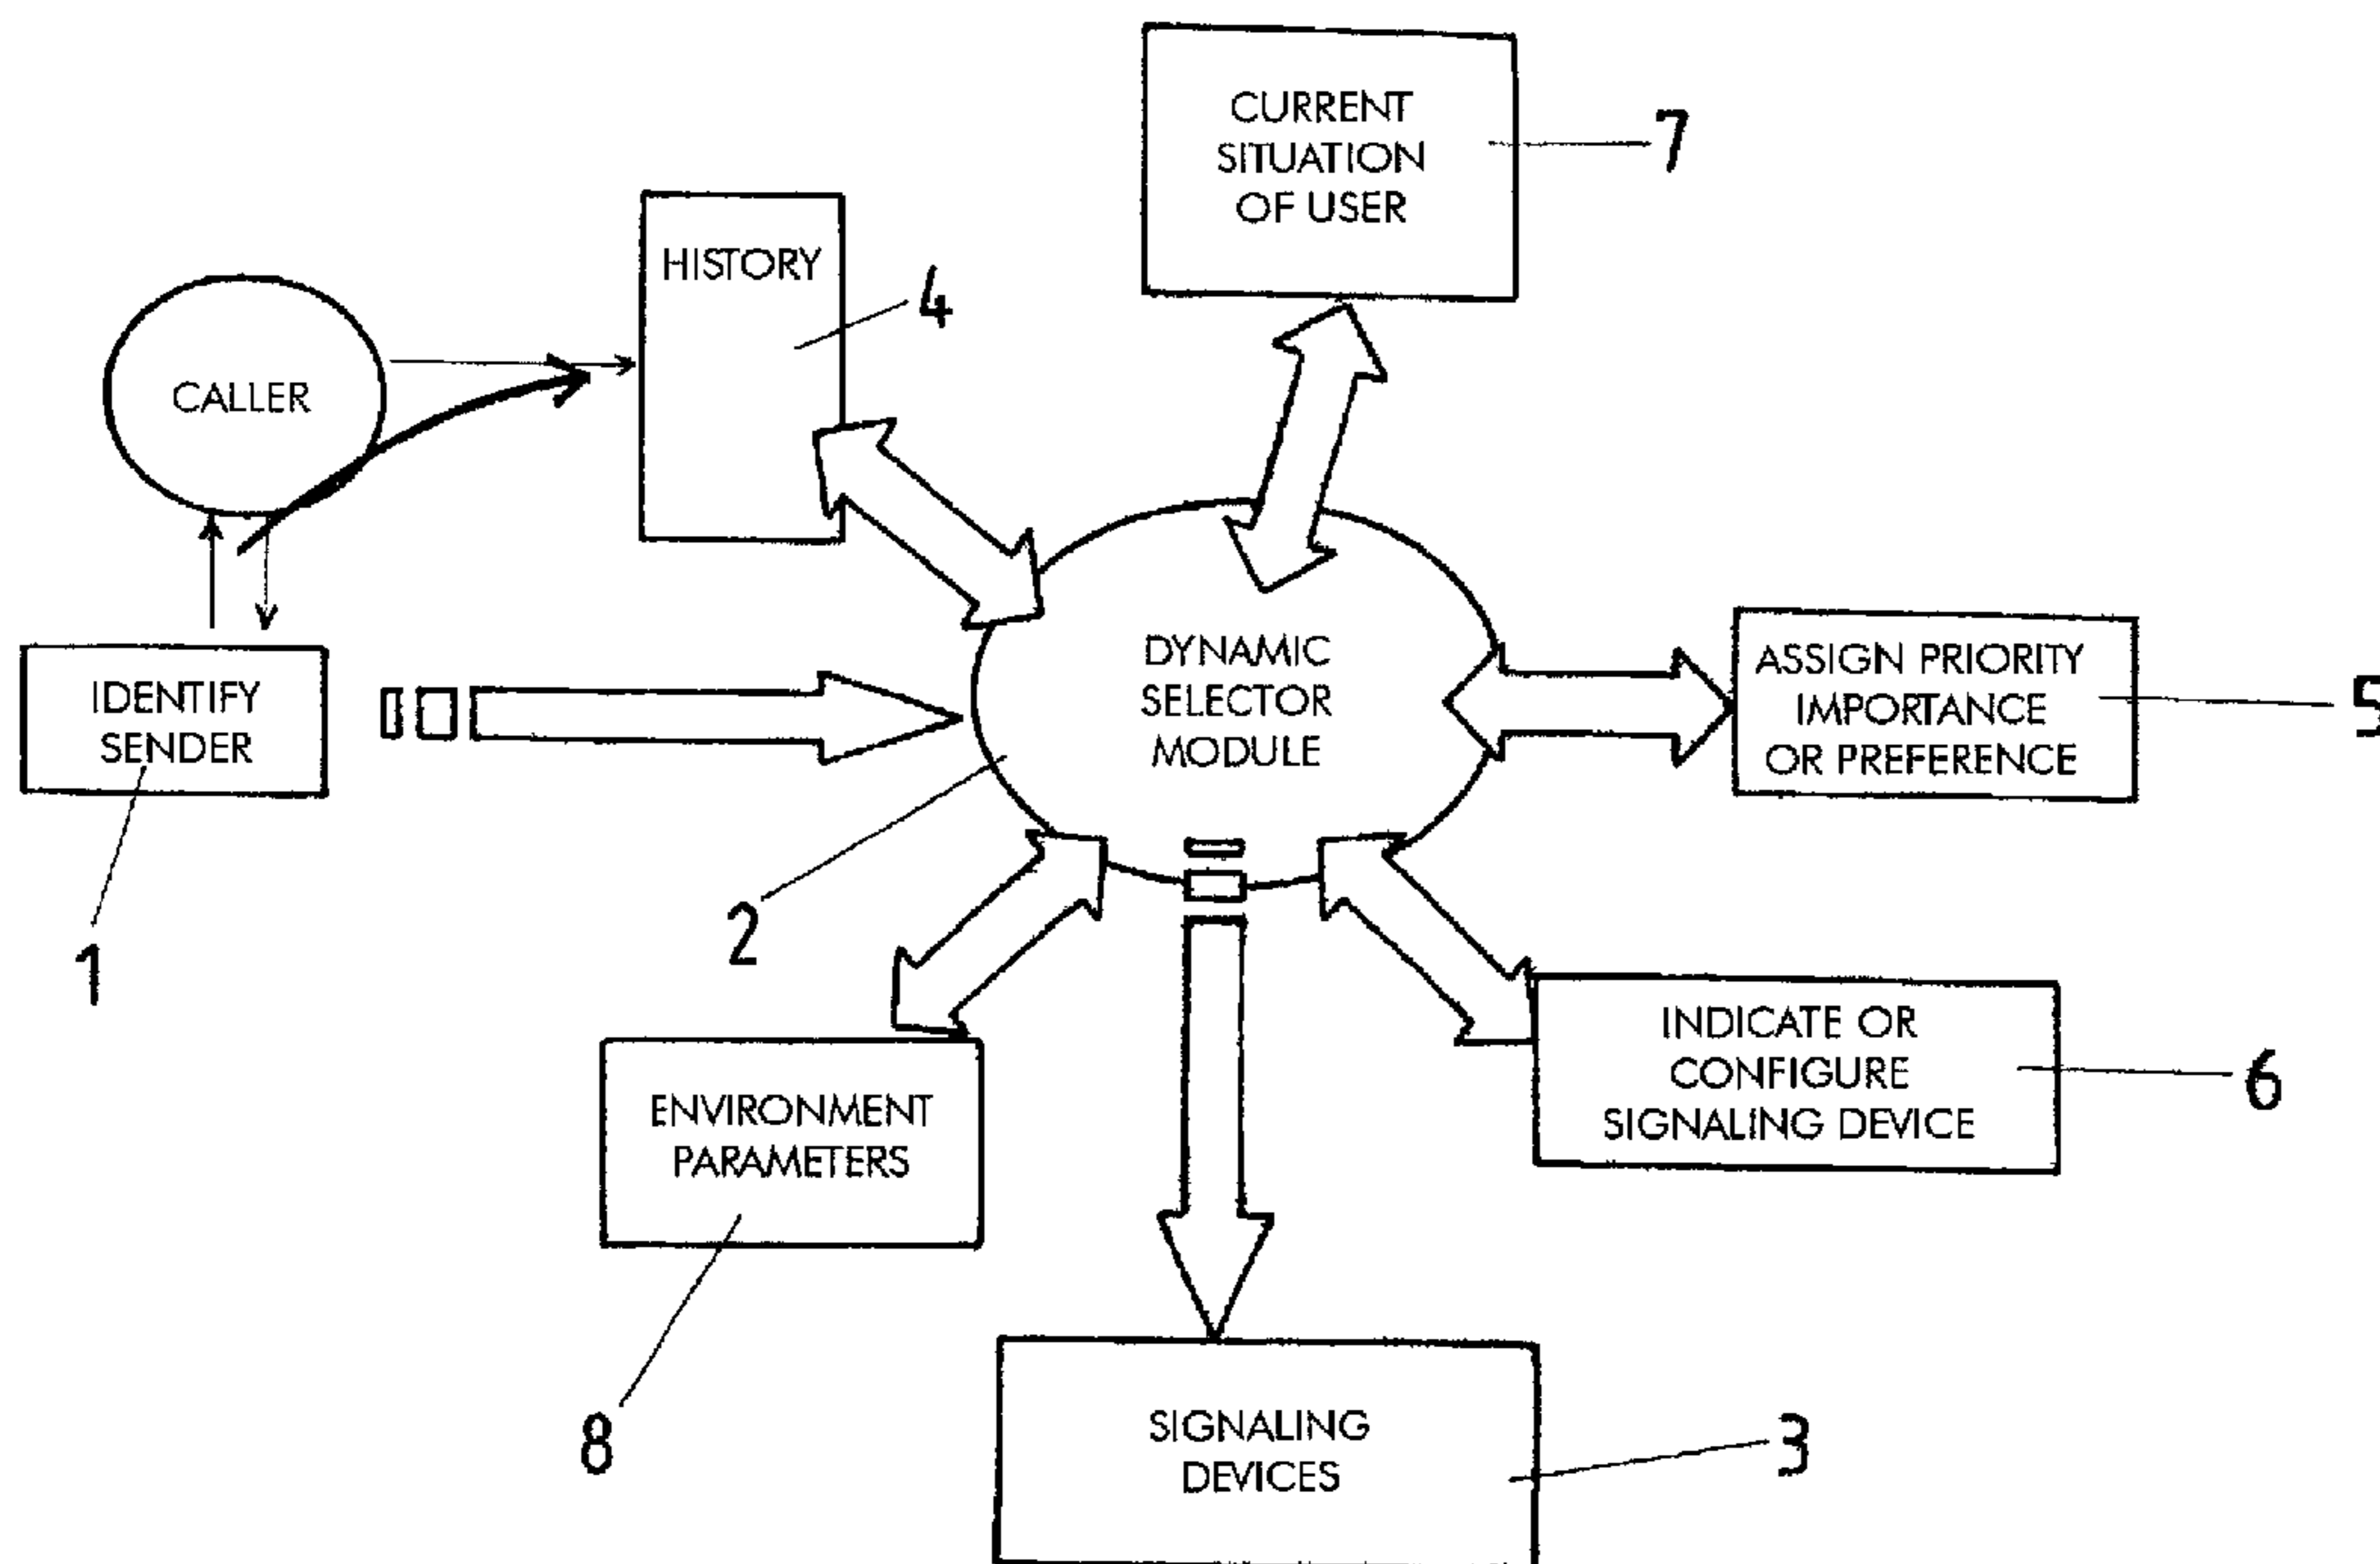 CURRENT
SITUATION
OF USER
7
HISTORY
4
CALLER
IDENTIFY
SENDER
1
DYNAMIC
SELECTOR
MODULE
2
ASSIGN PRIORITY
IMPORTANCE
OR PREFERENCE
5
INDICATE OR
CONFIGURE
SIGNALING DEVICE
6
ENVIRONMENT
PARAMETERS
8
SIGNALING
DEVICES
3